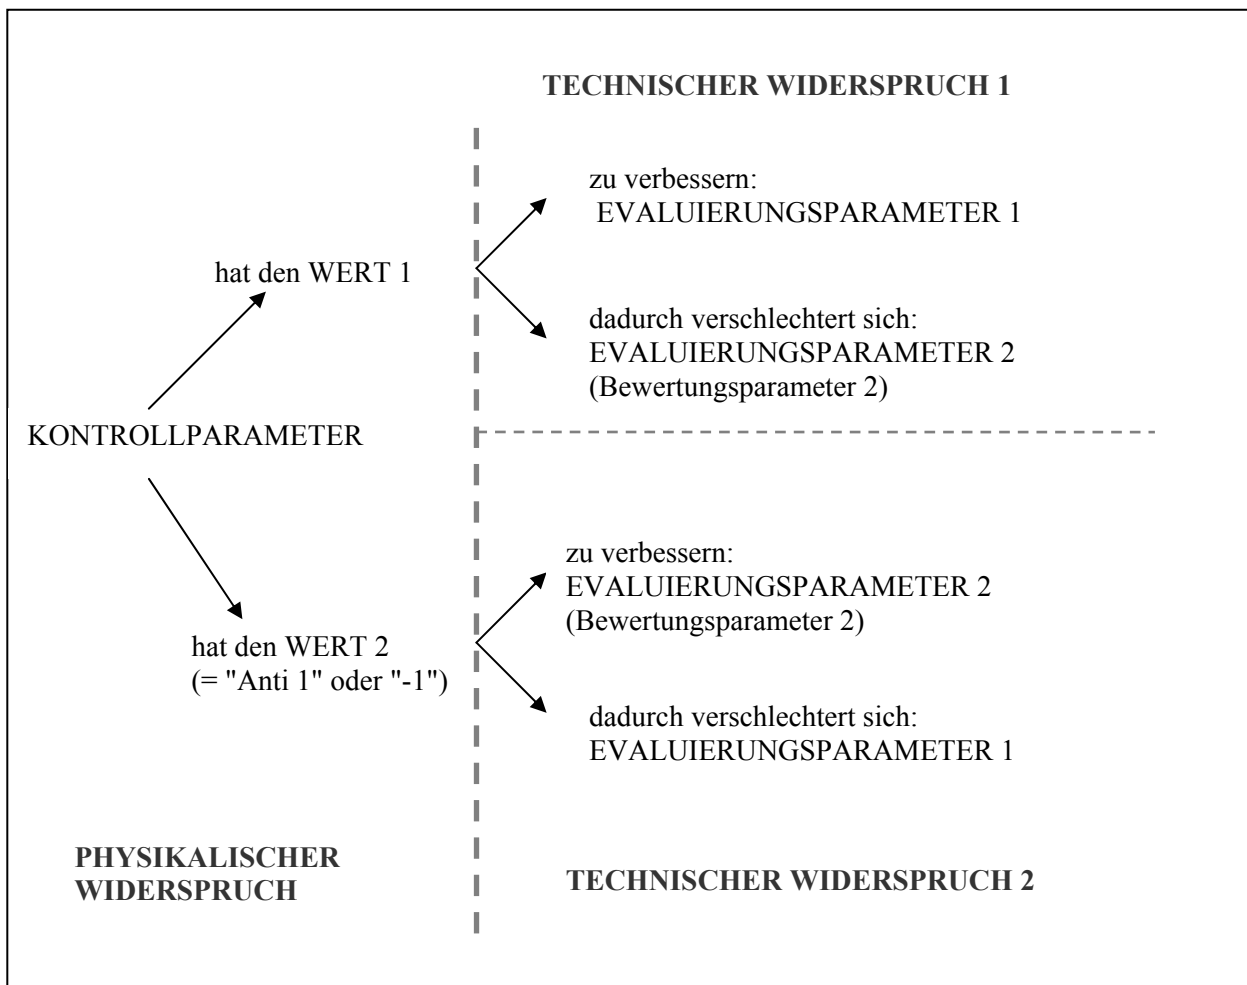 TECHNISCHER WIDERSPRUCH 1
zu verbessern:
EVALUIERUNGSPARAMETER 1
hat den WERT 1
dadurch verschlechtert sich:
EVALUIERUNGSPARAMETER 2
(Bewertungsparameter 2)
KONTROLLPARAMETER
zu verbessern:
EVALUIERUNGSPARAMETER 2
(Bewertungsparameter 2)
hat den WERT 2
(= "Anti 1" oder "-1")
dadurch verschlechtert sich:
EVALUIERUNGSPARAMETER 1
PHYSIKALISCHER
WIDERSPRUCH
TECHNISCHER WIDERSPRUCH 2